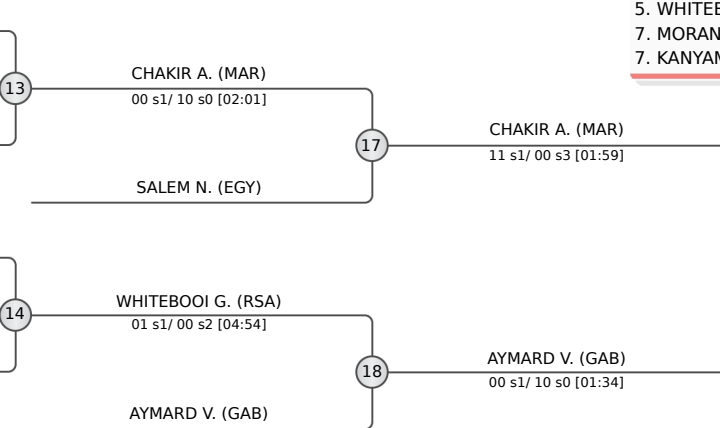 5. WHITEB
7. MORAN
7. KANYAM
13
CHAKIR A. (MAR)
00 s1/ 10 s0 [02:01]
17
CHAKIR A. (MAR)
11 s1/ 00 s3 [01:59]
SALEM N. (EGY)
14
WHITEBOOI G. (RSA)
01 s1/ 00 s2 [04:54]
18
AYMARD V. (GAB)
00 s1/ 10 s0 [01:34]
AYMARD V. (GAB)